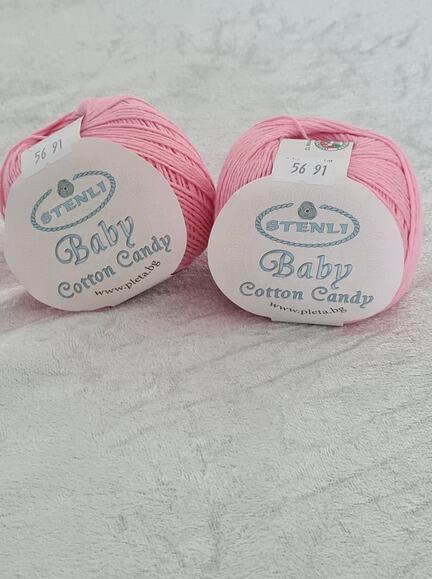 56 91
STENLI
Baby
Cotton Candy
www.pleta.bg
56 91
STENLI
Baby
Cotton Candy
www.pleta.bg